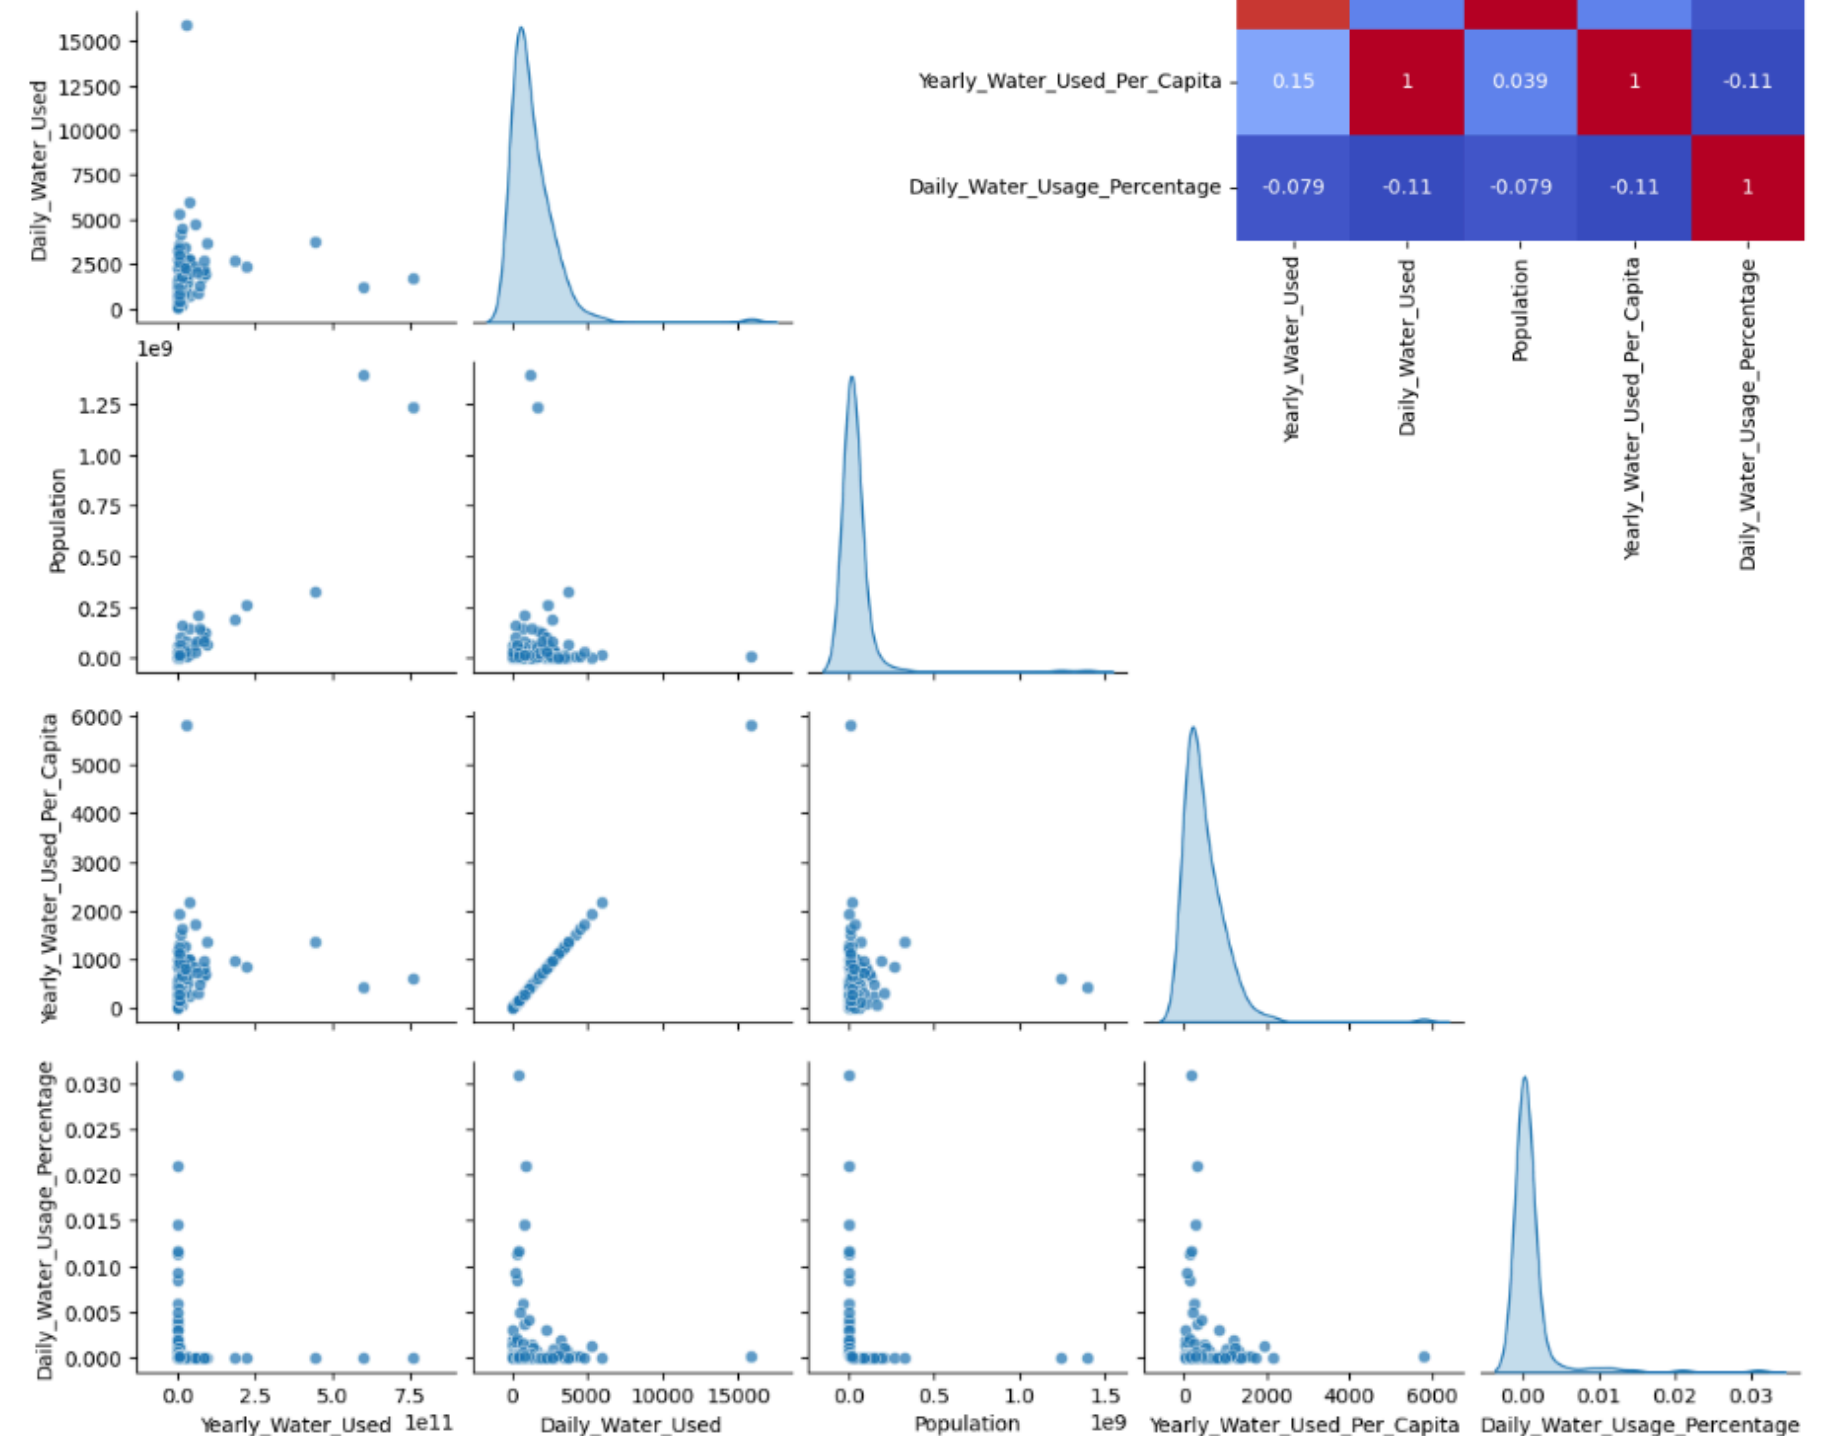 15000
12500
10000
7500
5000
2500
0
Daily_Water_Used
Yearly_Water_Used_Per_Capita
0.15 1 0.039 1 -0.11
Daily_Water_Usage_Percentage
-0.079 -0.11 -0.079 -0.11 1
Yearly_Water_Used
Daily_Water_Used
Population
Yearly_Water_Used_Per_Capita
Daily_Water_Usage_Percentage
1e9
1.25
1.00
0.75
0.50
0.25
0.00
Population
6000
5000
4000
3000
2000
1000
0
Yearly_Water_Used_Per_Capita
0.030
0.025
0.020
0.015
0.010
0.005
0.000
Daily_Water_Usage_Percentage
0.0 2.5 5.0 7.5
Yearly_Water_Used 1e11
0 5000 10000 15000
Daily_Water_Used
0.0 0.5 1.0 1.5
Population 1e9
0 2000 4000 6000
Yearly_Water_Used_Per_Capita
0.00 0.01 0.02 0.03
Daily_Water_Usage_Percentage